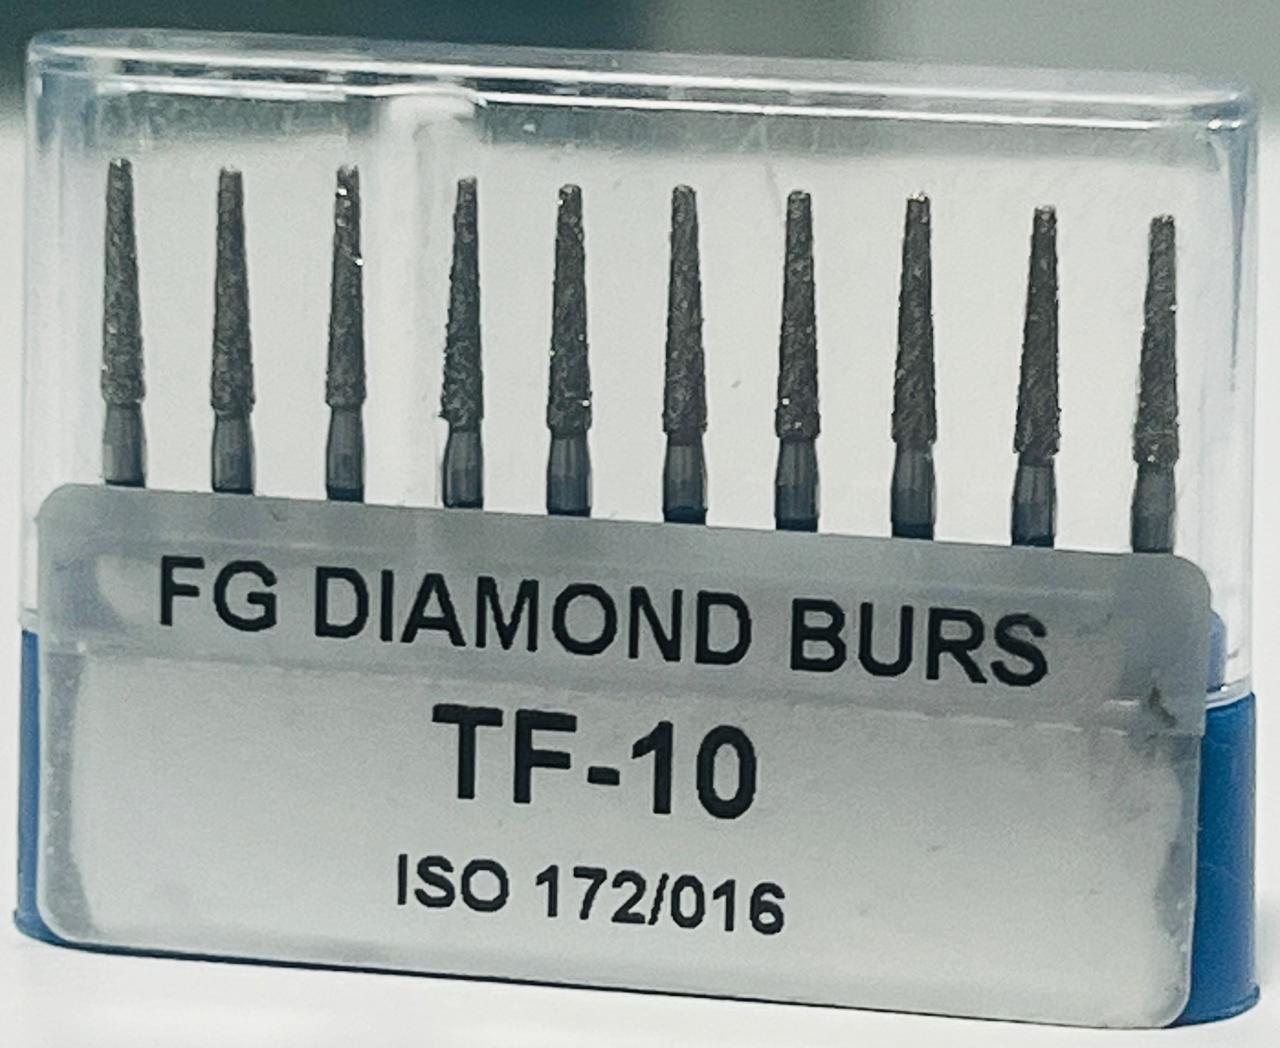 FG DIAMOND BURS
TF-10
ISO 172/016